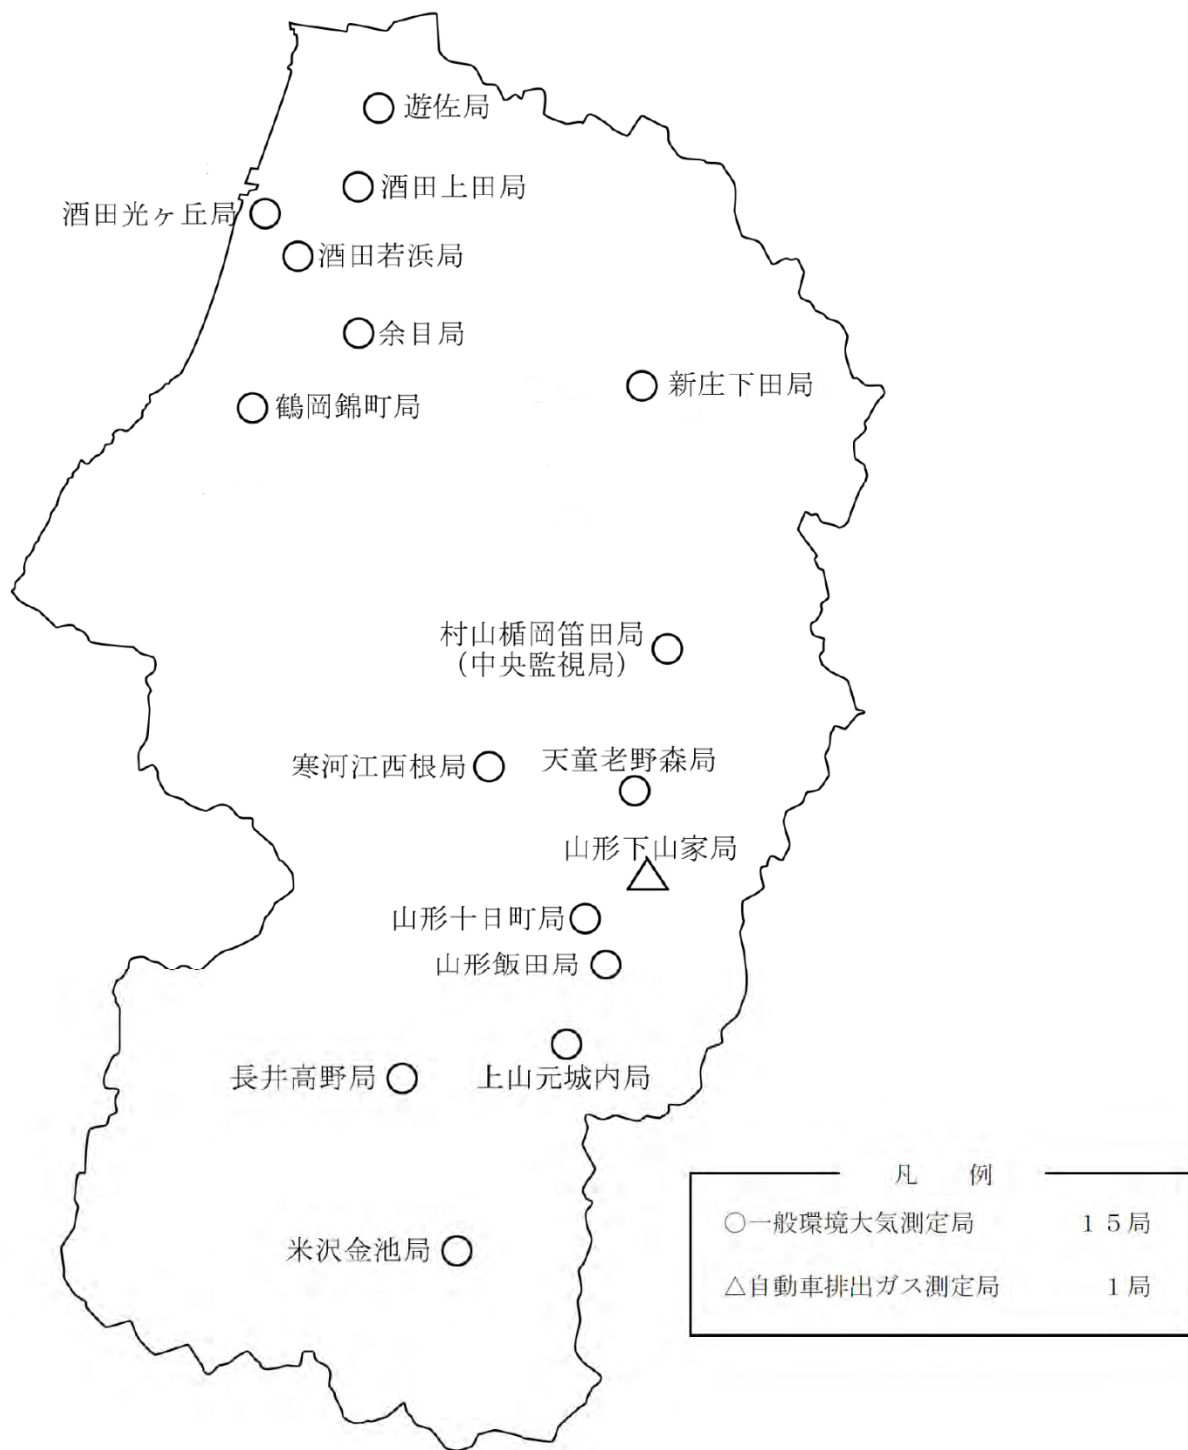 遊佐局
酒田上田局
酒田光ヶ丘局
酒田若浜局
余目局
新庄下田局
鶴岡錦町局
村山楯岡笛田局
（中央監視局）
寒河江西根局
天童老野森局
山形下山家局
山形十日町局
山形飯田局
長井高野局
上山元城内局
米沢金池局
凡　例
○一般環境大気測定局　１５局
△自動車排出ガス測定局　１局